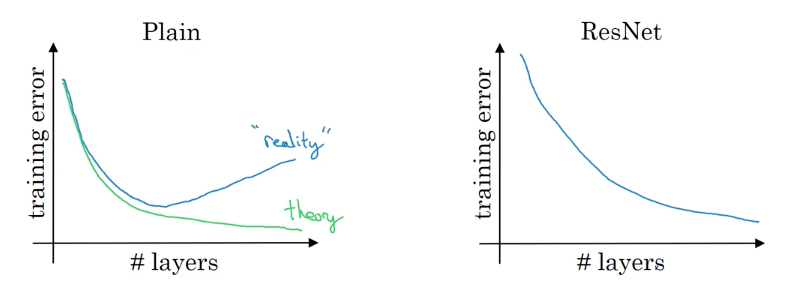 Plain
training error
"reality"
theory
# layers
ResNet
training error
# layers